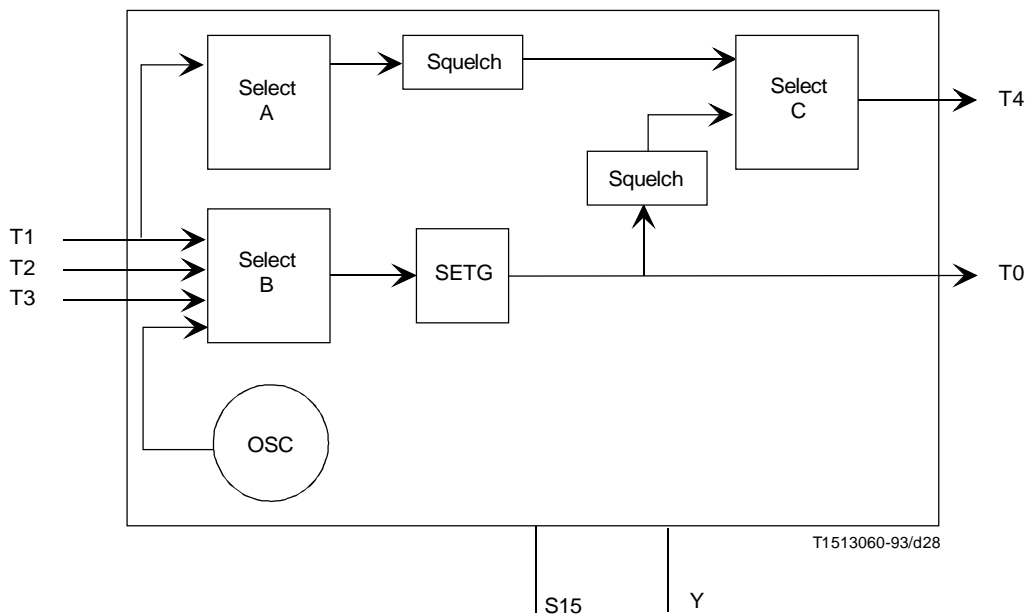 Select
A
Squelch
Select
C
T4
Squelch
T1
T2
T3
Select
B
SETG
T0
OSC
T1513060-93/d28
S15
Y